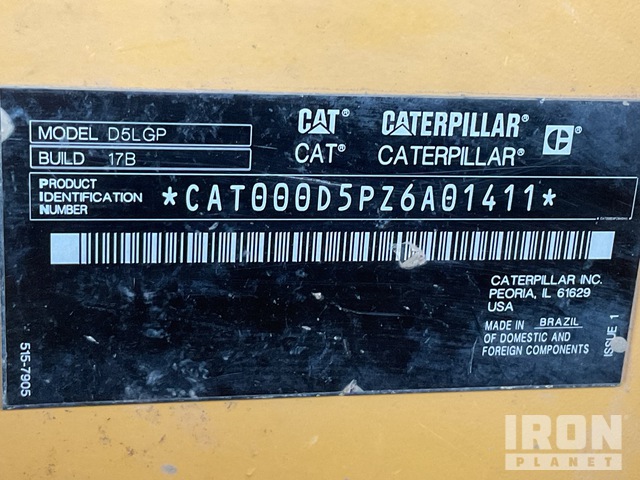 MODEL D5LGP
BUILD 17B
CAT® CATERPILLAR®
CAT® CATERPILLAR® C
PRODUCT
IDENTIFICATION
NUMBER
*CAT000D5PZ6A01411*
CATERPILLAR INC.
PEORIA, IL 61629
USA
MADE IN BRAZIL
OF DOMESTIC AND
FOREIGN COMPONENTS
ISSUE 1
515-7905
IRON
PLANET